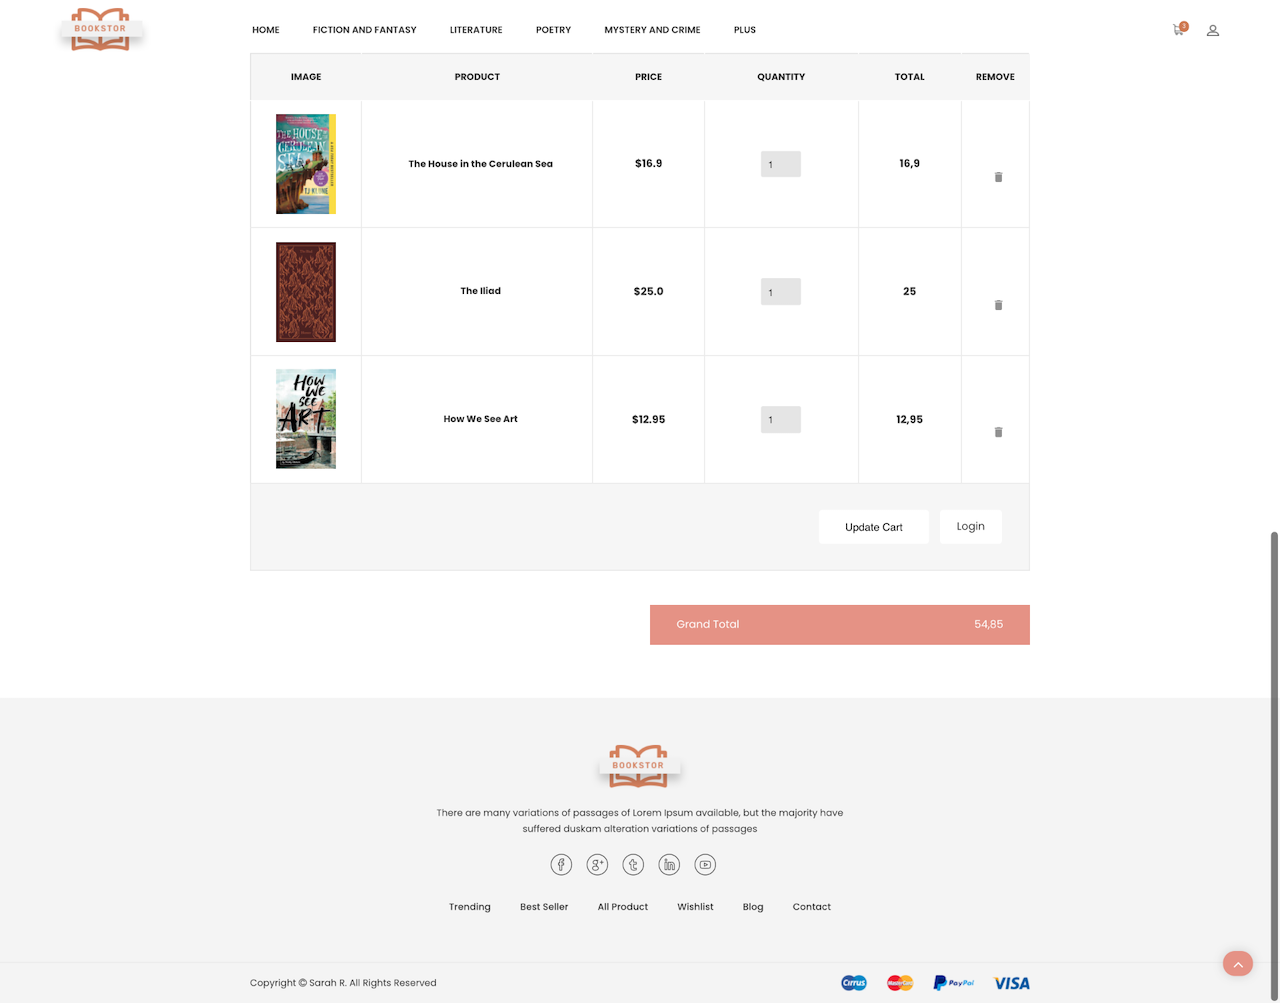 BOOKSTOR
HOME FICTION AND FANTASY LITERATURE POETRY MYSTERY AND CRIME PLUS
3
IMAGE PRODUCT PRICE QUANTITY TOTAL REMOVE
THE HOUSE
CERULEAN
SEA
The House in the Cerulean Sea $16.9 1 16,9
The Iliad $25.0 1 25
HOW
WE
SEE
ART
How We See Art $12.95 1 12,95
Update Cart Login
Grand Total 54,85
BOOKSTOR
There are many variations of passages of Lorem Ipsum available, but the majority have
suffered duskam alteration variations of passages
Trending Best Seller All Product Wishlist Blog Contact
Copyright © Sarah R. All Rights Reserved
Cirrus MasterCard PayPal VISA